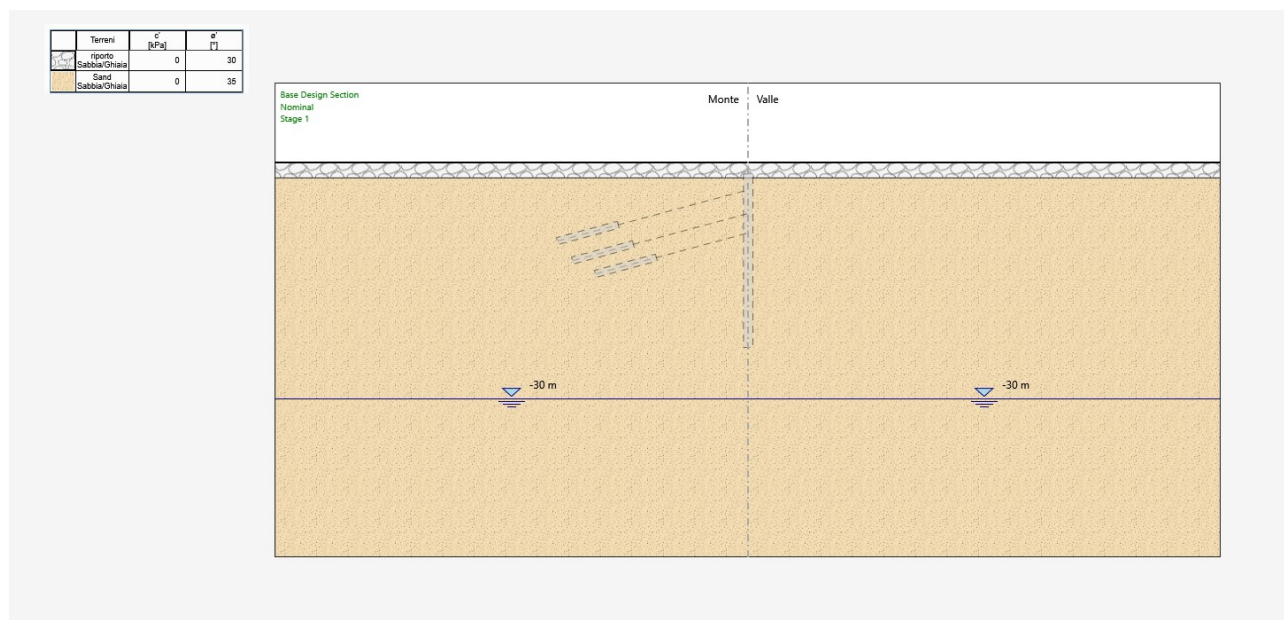 Terreni c' ø'
[kPa] [°]
riporto
Sabbia/Ghiaia 0 30
Sand
Sabbia/Ghiaia 0 35
Base Design Section
Nominal
Stage 1
Monte Valle
-30 m -30 m